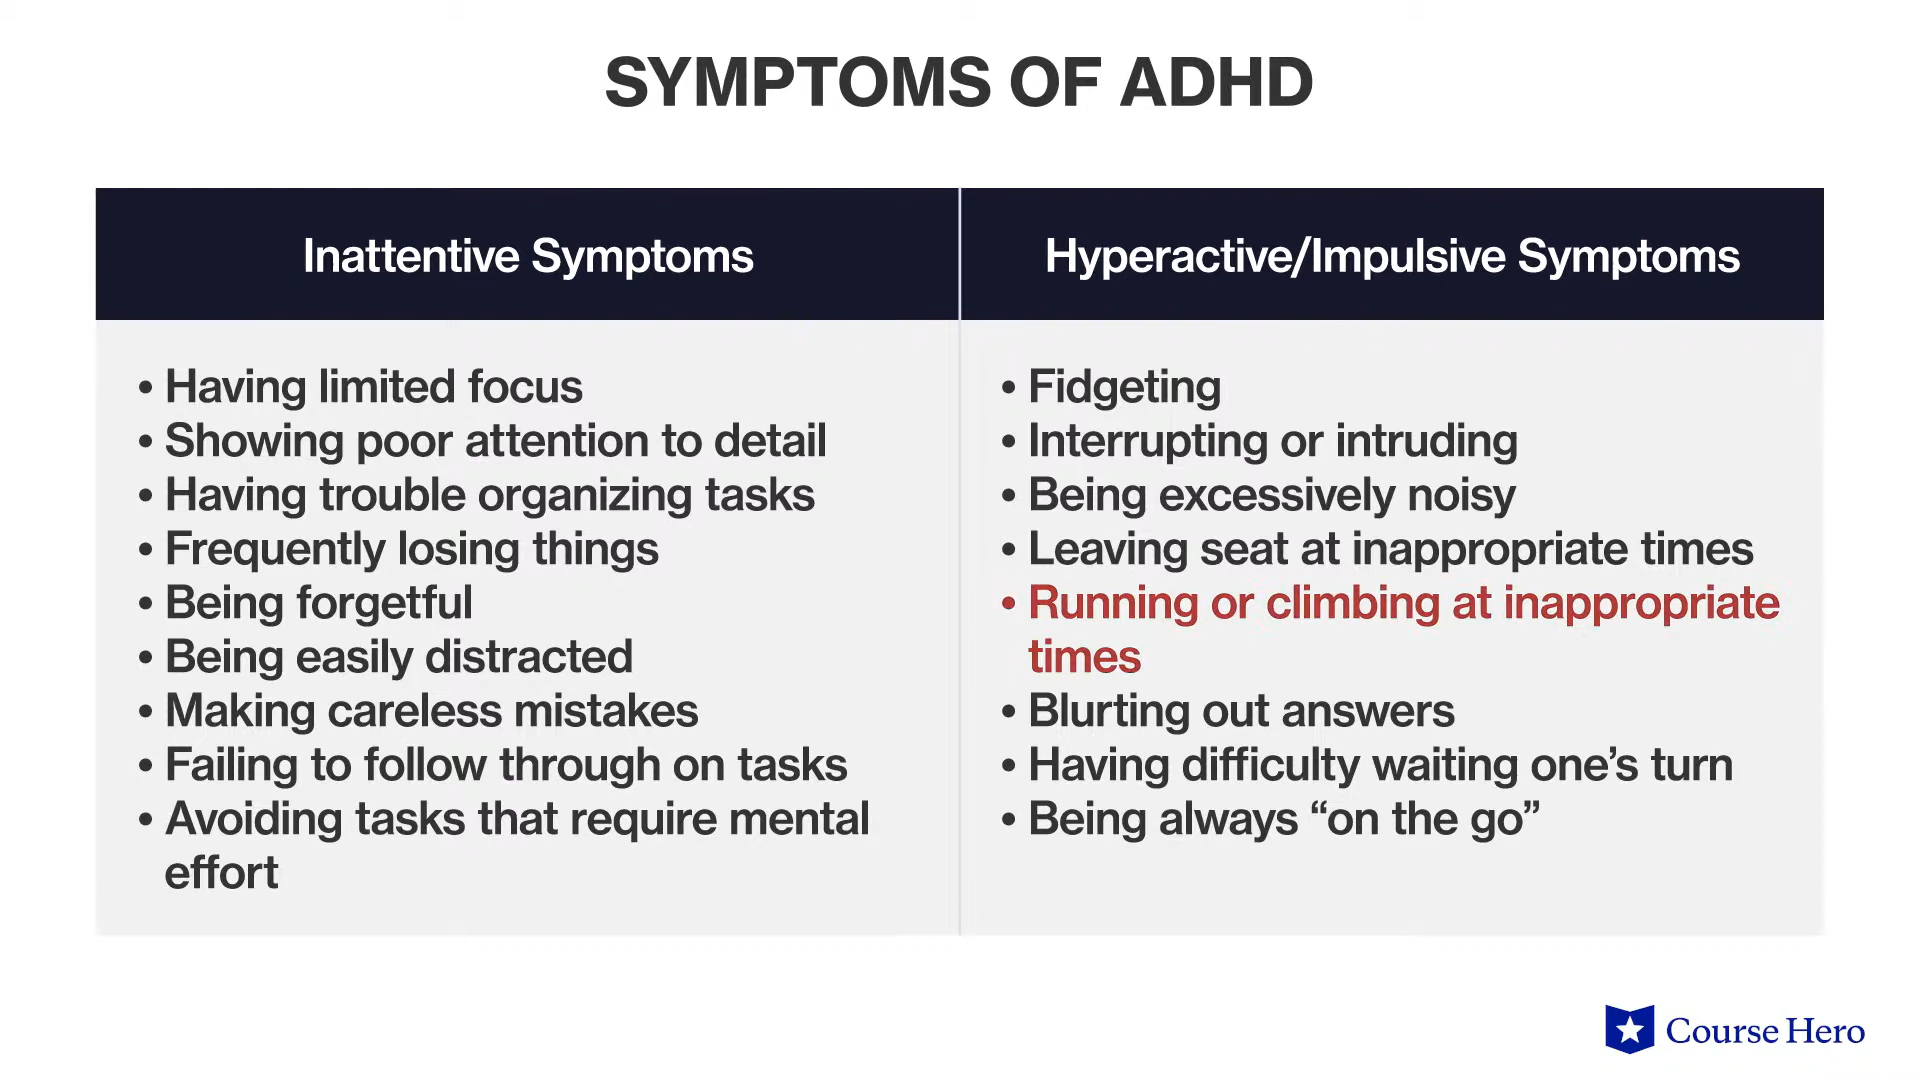 SYMPTOMS OF ADHD
Inattentive Symptoms
• Having limited focus
• Showing poor attention to detail
• Having trouble organizing tasks
• Frequently losing things
• Being forgetful
• Being easily distracted
• Making careless mistakes
• Failing to follow through on tasks
• Avoiding tasks that require mental
effort
Hyperactive/Impulsive Symptoms
• Fidgeting
• Interrupting or intruding
• Being excessively noisy
• Leaving seat at inappropriate times
• Running or climbing at inappropriate
times
• Blurting out answers
• Having difficulty waiting one’s turn
• Being always “on the go”
Course Hero